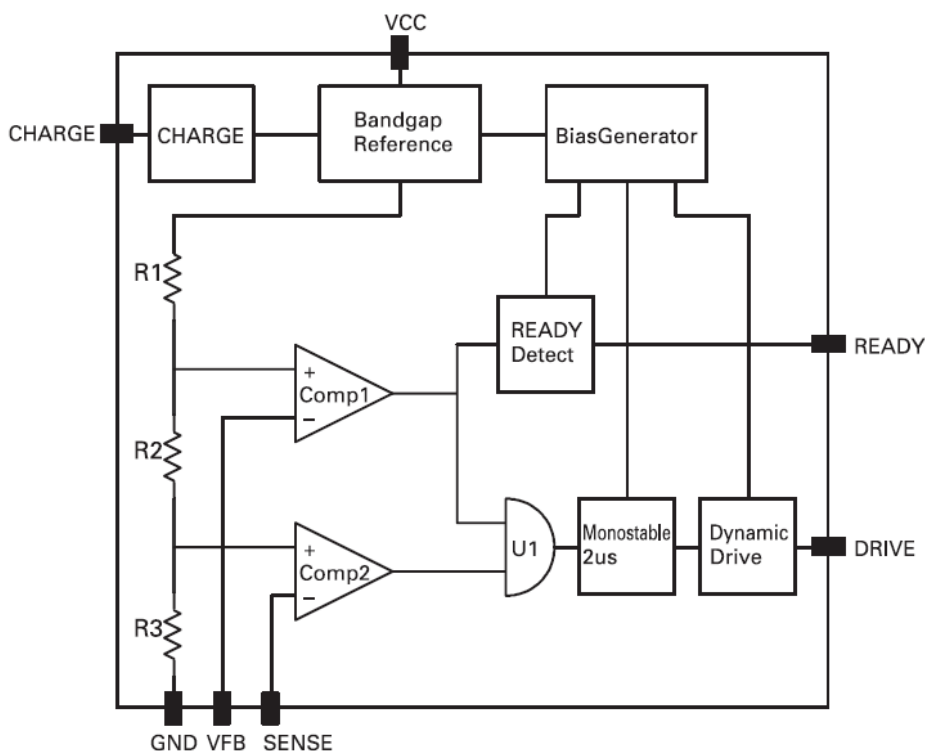 VCC
CHARGE
CHARGE
Bandgap
Reference
BiasGenerator
R1
READY
Detect
READY
+
Comp1
−
R2
+
Comp2
−
U1
Monostable
2us
Dynamic
Drive
DRIVE
R3
GND
VFB
SENSE